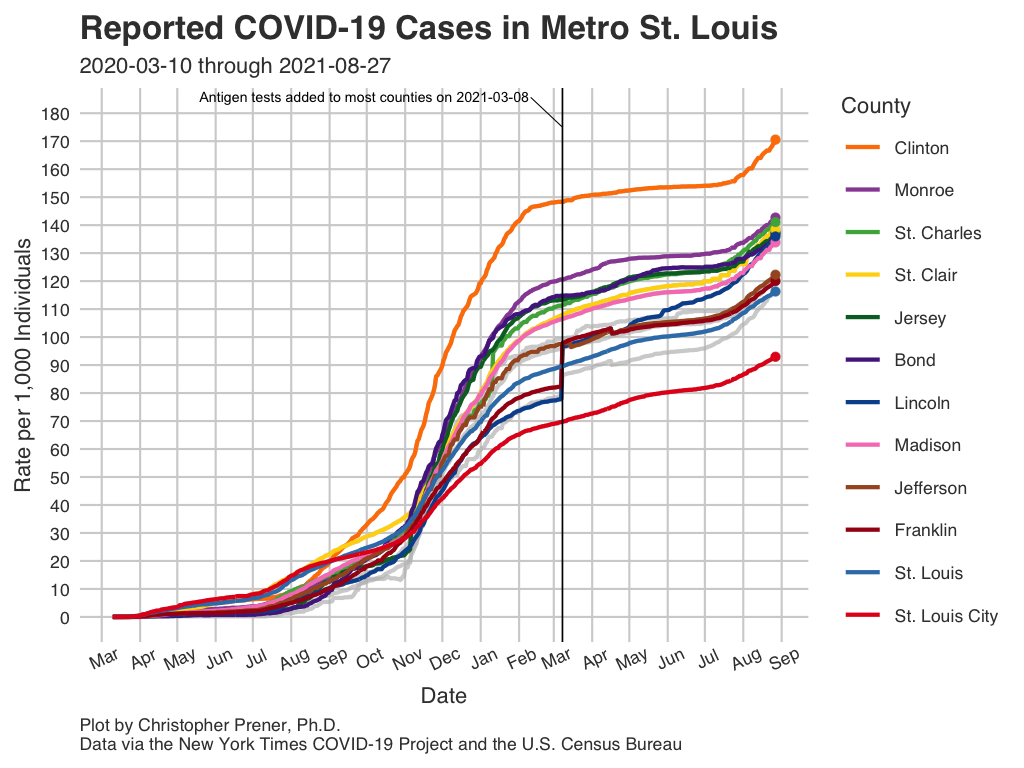 Reported COVID-19 Cases in Metro St. Louis
2020-03-10 through 2021-08-27
Antigen tests added to most counties on 2021-03-08
Rate per 1,000 Individuals
180
170
160
150
140
130
120
110
100
90
80
70
60
50
40
30
20
10
0
Mar Apr May Jun Jul Aug Sep Oct Nov Dec Jan Feb Mar Apr May Jun Jul Aug Sep
Date
County
Clinton
Monroe
St. Charles
St. Clair
Jersey
Bond
Lincoln
Madison
Jefferson
Franklin
St. Louis
St. Louis City
Plot by Christopher Prener, Ph.D.
Data via the New York Times COVID-19 Project and the U.S. Census Bureau